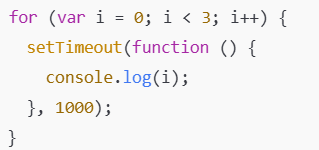 for (var i = 0; i < 3; i++) {
  setTimeout(function () {
    console.log(i);
  }, 1000);
}